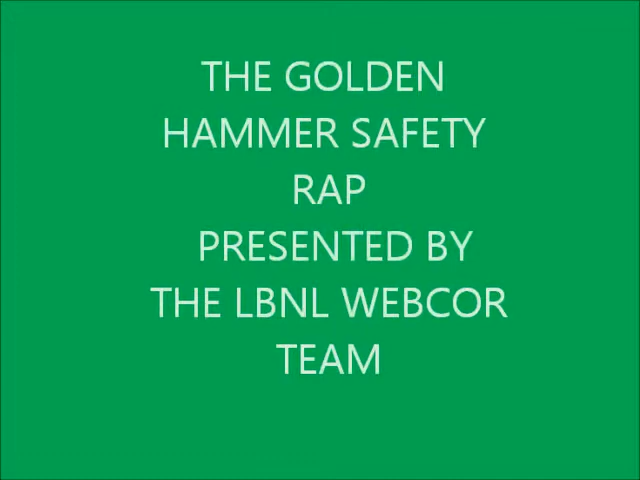 THE GOLDEN
HAMMER SAFETY
RAP
PRESENTED BY
THE LBNL WEBCOR
TEAM